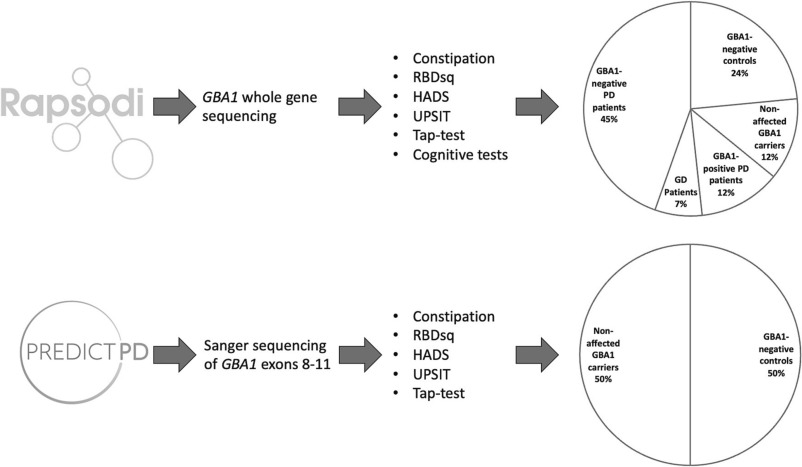 Rapsodi
GBA1 whole gene
sequencing
• Constipation
• RBDsq
• HADS
• UPSIT
• Tap-test
• Cognitive tests
GBA1-
negative PD
patients
45%
GBA1-
negative
controls
24%
Non-
affected
GBA1
carriers
12%
GBA1-
positive PD
patients
12%
GD
Patients
7%
PREDICTPD
Sanger sequencing
of GBA1 exons 8-11
• Constipation
• RBDsq
• HADS
• UPSIT
• Tap-test
Non-
affected
GBA1
carriers
50%
GBA1-
negative
controls
50%